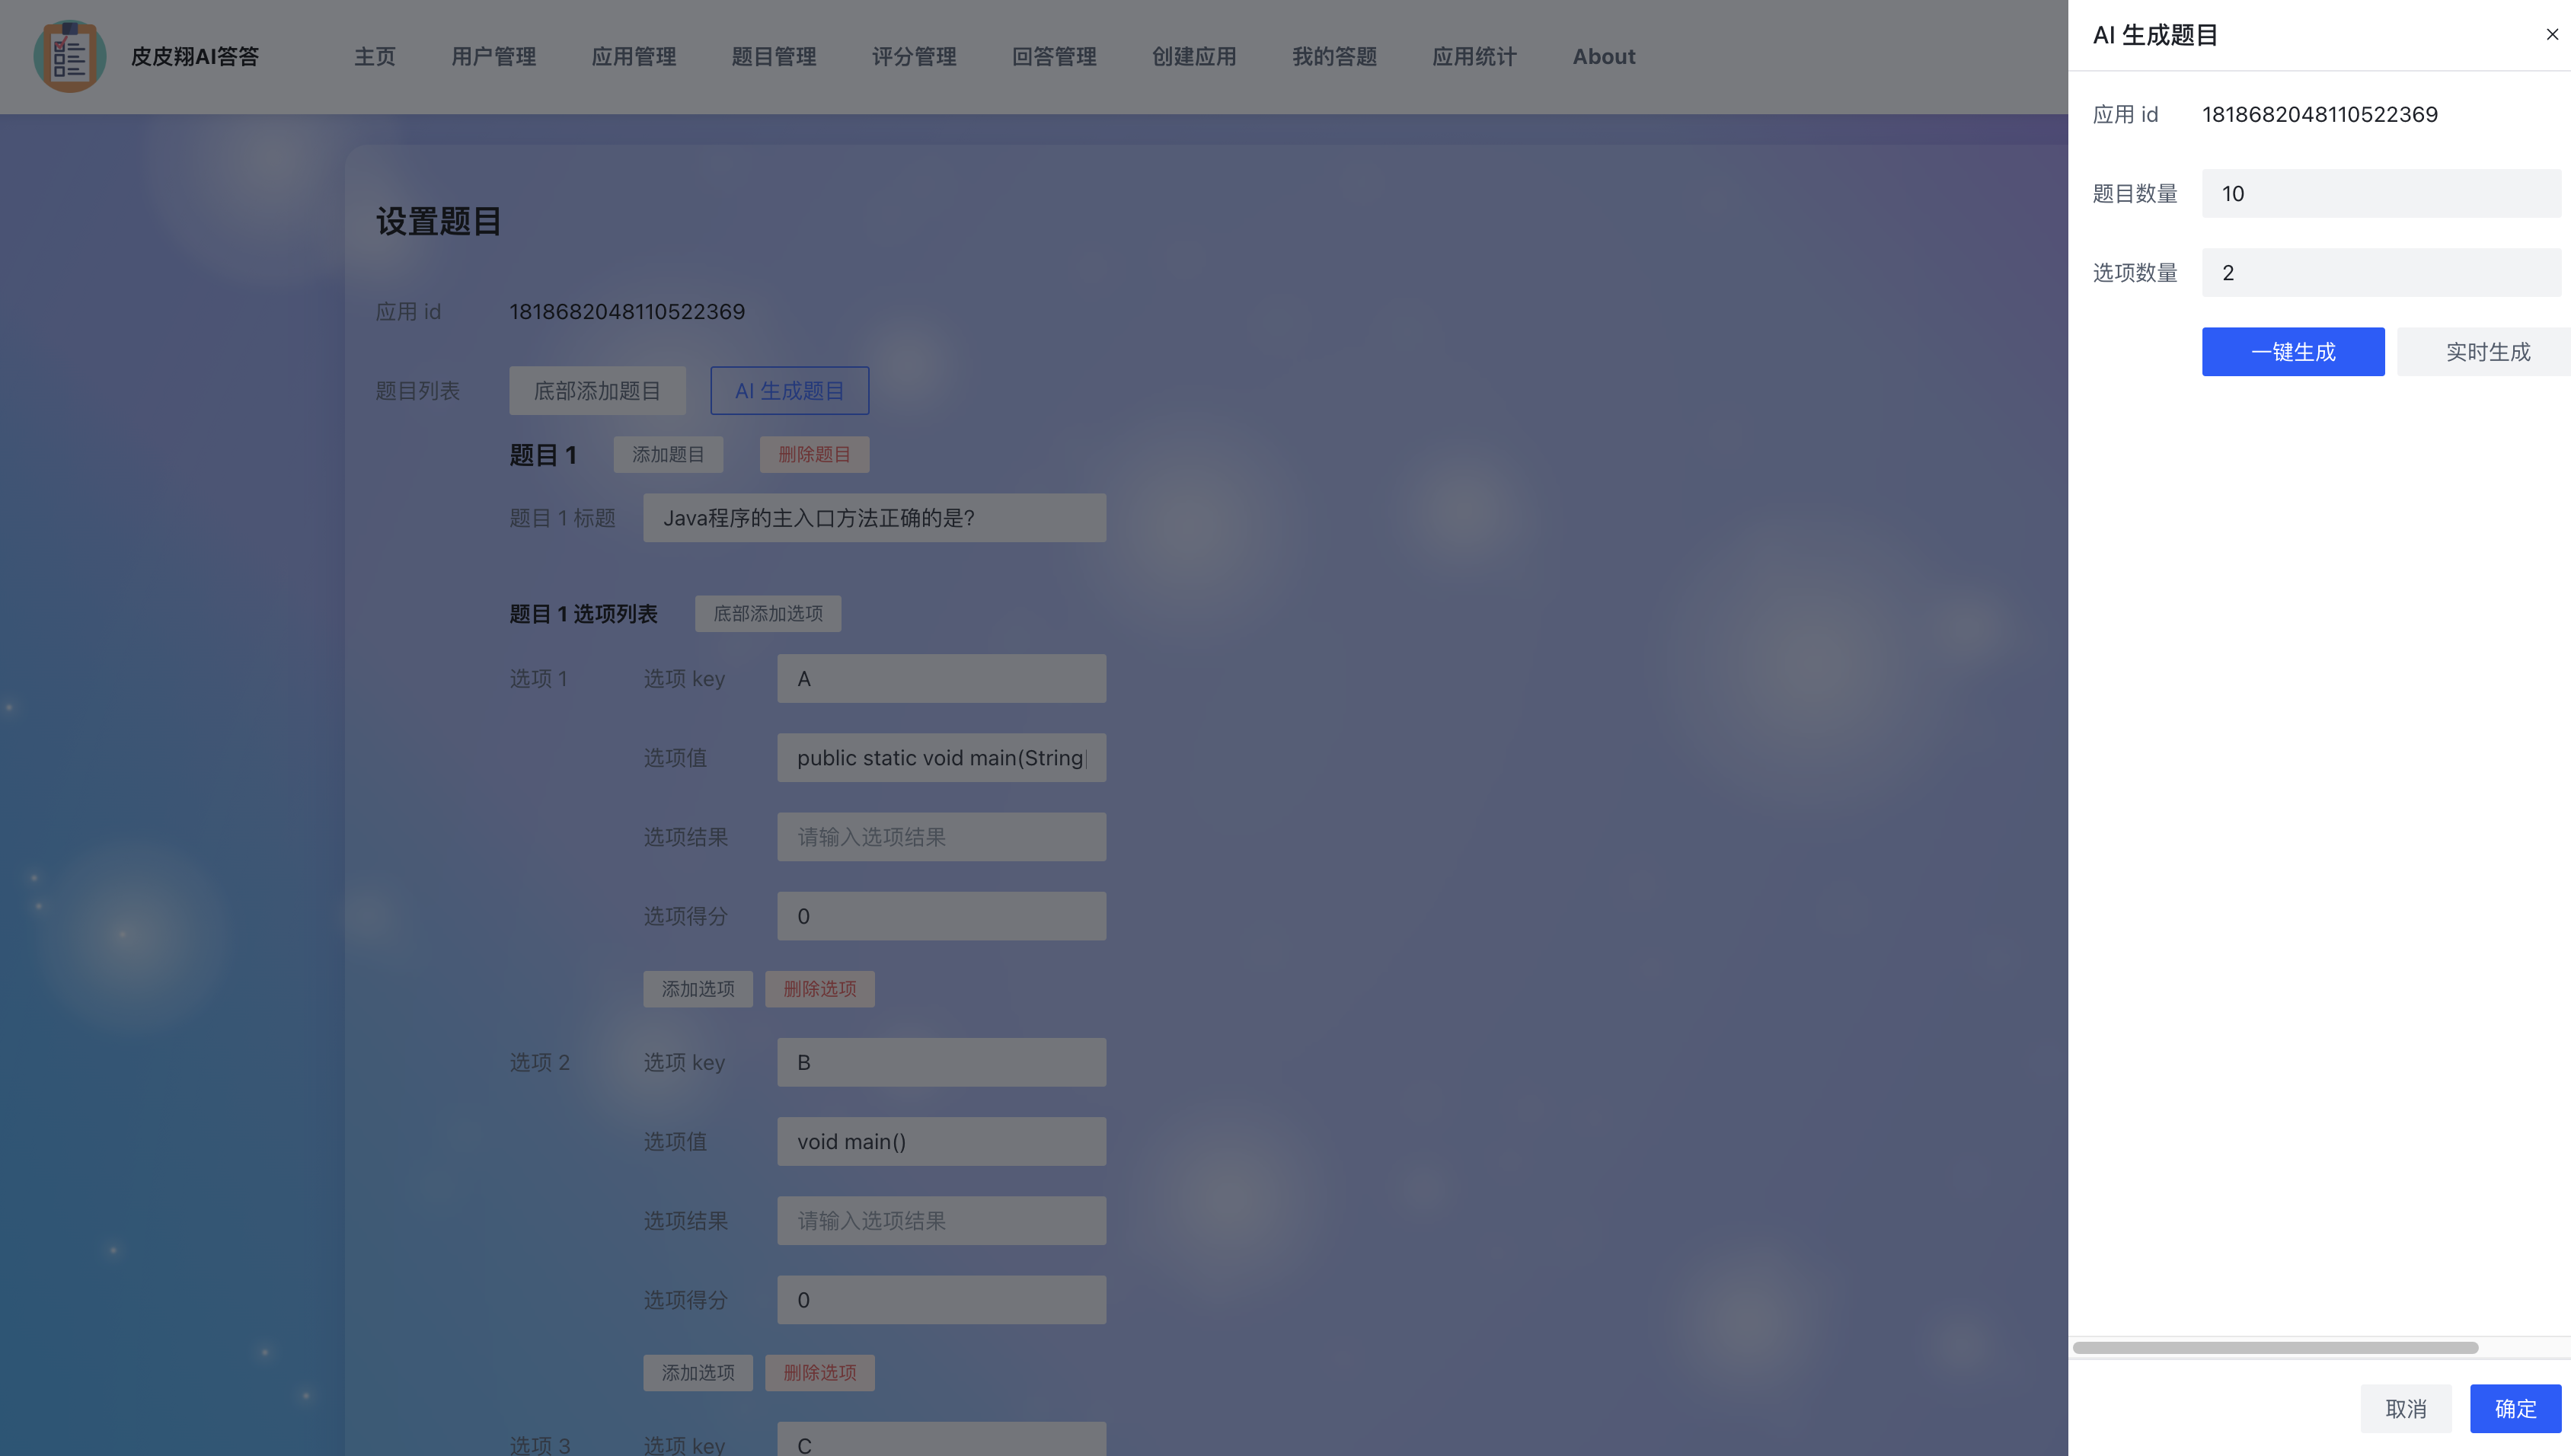 皮皮翔AI答答 主页 用户管理 应用管理 题目管理 评分管理 回答管理 创建应用 我的答题 应用统计 About
设置题目
应用 id 1818682048110522369
题目列表 底部添加题目 AI 生成题目
题目 1 添加题目 删除题目
题目 1 标题 Java程序的主入口方法正确的是?
题目 1 选项列表 底部添加选项
选项 1 选项 key A
选项值 public static void main(String
选项结果 请输入选项结果
选项得分 0
添加选项 删除选项
选项 2 选项 key B
选项值 void main()
选项结果 请输入选项结果
选项得分 0
添加选项 删除选项
选项 3 选项 key C
AI 生成题目
应用 id 1818682048110522369
题目数量 10
选项数量 2
一键生成 实时生成
取消 确定